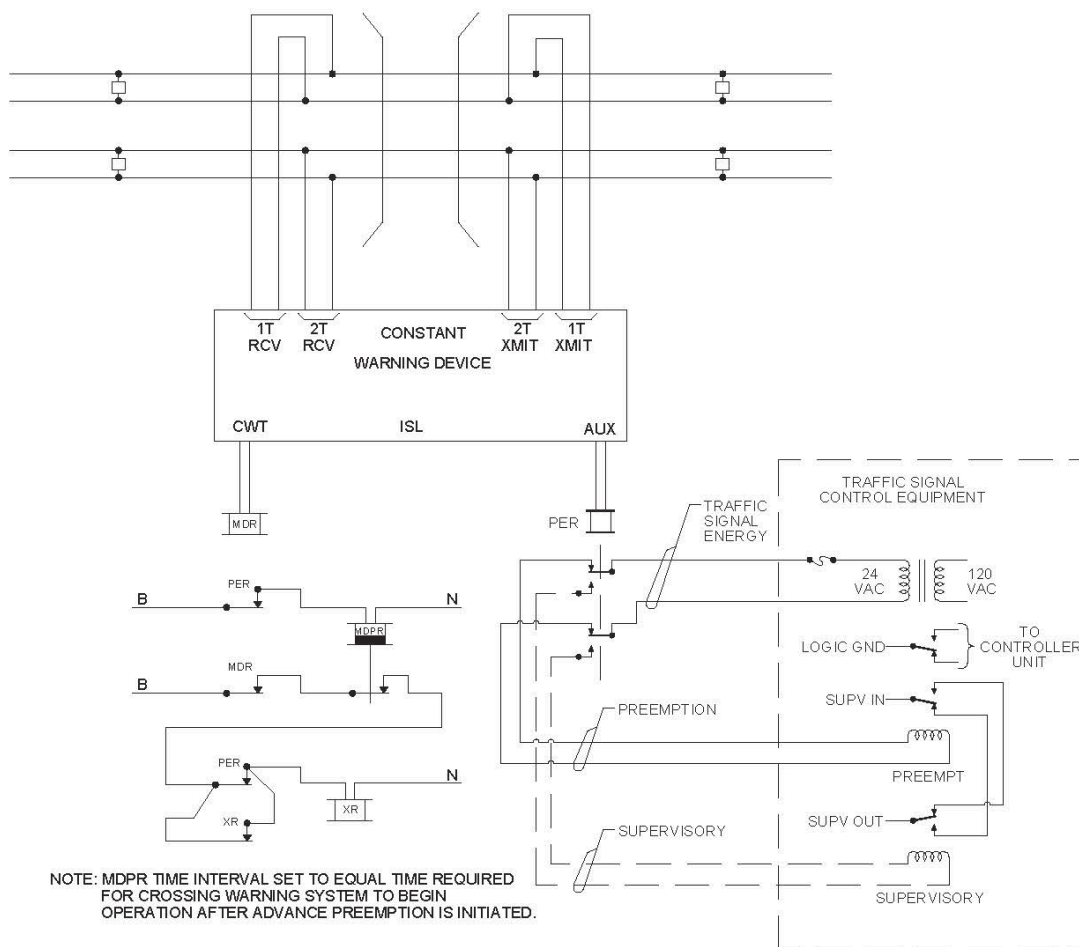 1T RCV
2T RCV
CONSTANT
WARNING DEVICE
2T XMIT
1T XMIT
CWT
ISL
AUX
MDR
PER
TRAFFIC
SIGNAL
ENERGY
TRAFFIC SIGNAL
CONTROL EQUIPMENT
24
VAC
120
VAC
B
PER
N
MDPR
LOGIC GND
TO
CONTROLLER
UNIT
B
MDR
SUPV IN
PREEMPTION
PREEMPT
PER
N
XR
XR
SUPV OUT
SUPERVISORY
SUPERVISORY
NOTE: MDPR TIME INTERVAL SET TO EQUAL TIME REQUIRED
FOR CROSSING WARNING SYSTEM TO BEGIN
OPERATION AFTER ADVANCE PREEMPTION IS INITIATED.